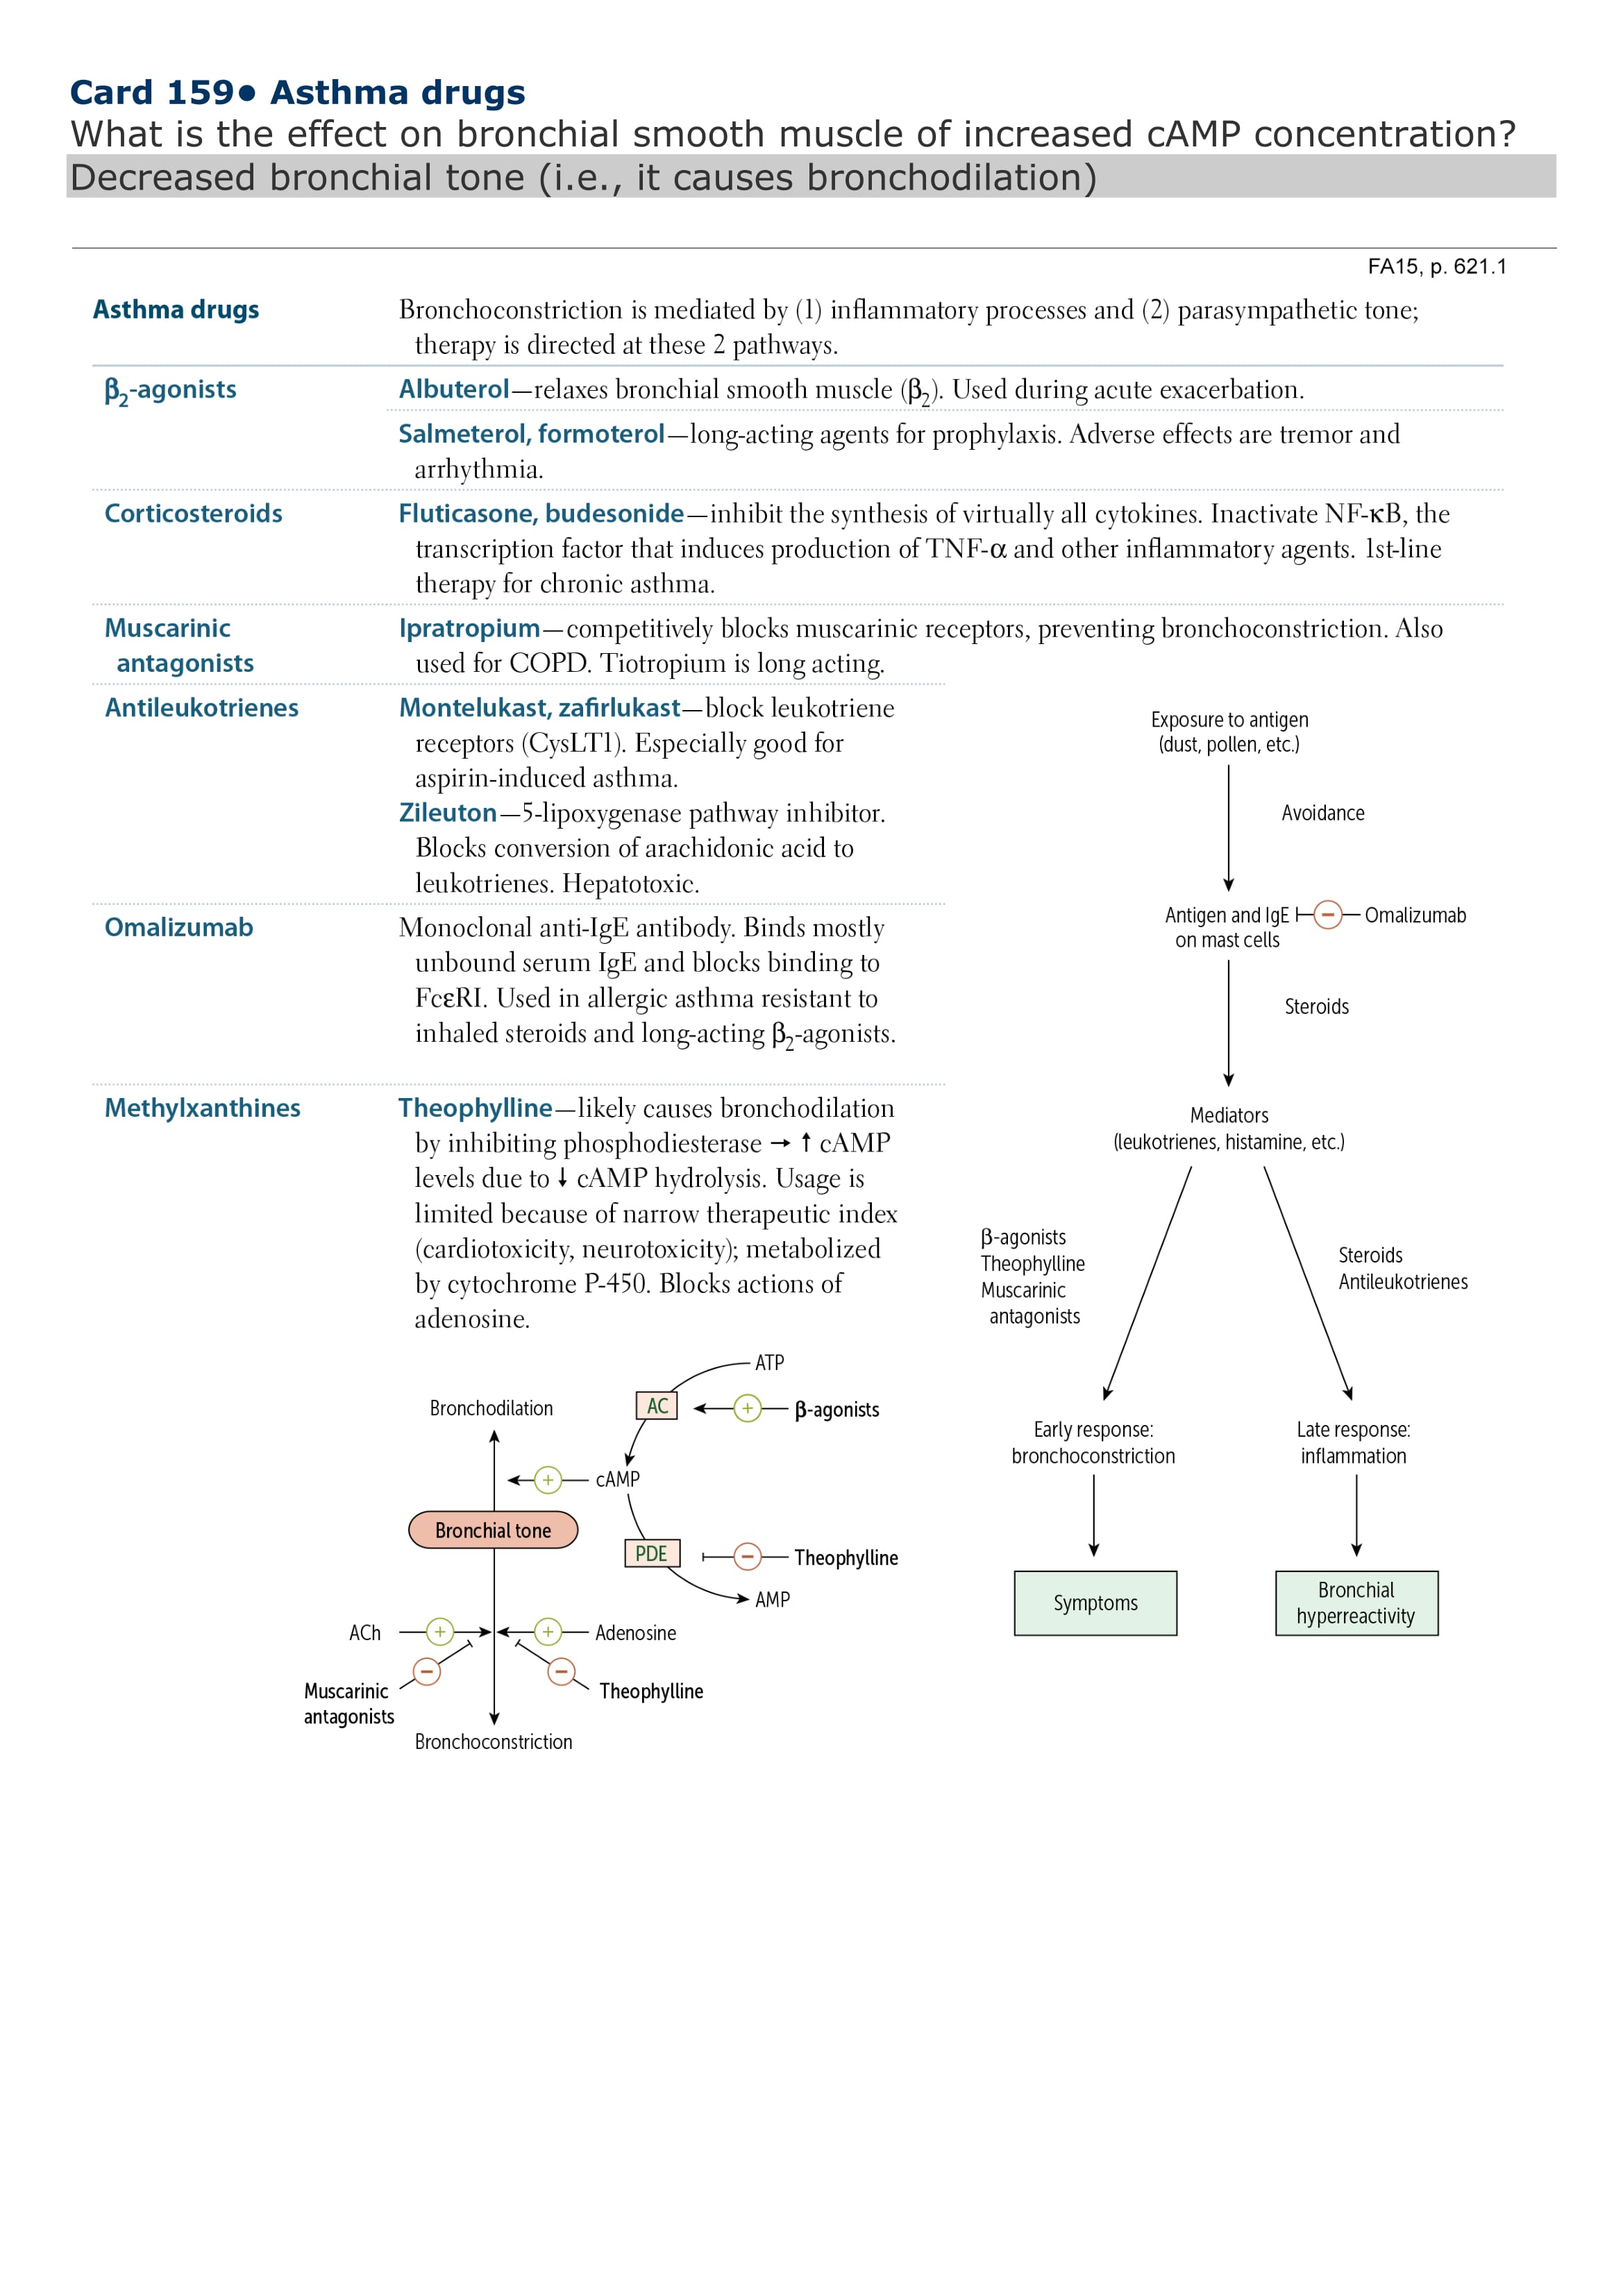 Card 159• Asthma drugs
What is the effect on bronchial smooth muscle of increased cAMP concentration?
Decreased bronchial tone (i.e., it causes bronchodilation)
FA15, p. 621.1
Asthma drugs
Bronchoconstriction is mediated by (1) inflammatory processes and (2) parasympathetic tone;
therapy is directed at these 2 pathways.
β2-agonists
Albuterol—relaxes bronchial smooth muscle (β2). Used during acute exacerbation.
Salmeterol, formoterol—long-acting agents for prophylaxis. Adverse effects are tremor and
arrhythmia.
Corticosteroids
Fluticasone, budesonide—inhibit the synthesis of virtually all cytokines. Inactivate NF-κB, the
transcription factor that induces production of TNF-α and other inflammatory agents. 1st-line
therapy for chronic asthma.
Muscarinic
antagonists
Ipratropium—competitively blocks muscarinic receptors, preventing bronchoconstriction. Also
used for COPD. Tiotropium is long acting.
Antileukotrienes
Montelukast, zafirlukast—block leukotriene
receptors (CysLT1). Especially good for
aspirin-induced asthma.
Zileuton—5-lipoxygenase pathway inhibitor.
Blocks conversion of arachidonic acid to
leukotrienes. Hepatotoxic.
Omalizumab
Monoclonal anti-IgE antibody. Binds mostly
unbound serum IgE and blocks binding to
FcεRI. Used in allergic asthma resistant to
inhaled steroids and long-acting β2-agonists.
Methylxanthines
Theophylline—likely causes bronchodilation
by inhibiting phosphodiesterase → ↑ cAMP
levels due to ↓ cAMP hydrolysis. Usage is
limited because of narrow therapeutic index
(cardiotoxicity, neurotoxicity); metabolized
by cytochrome P-450. Blocks actions of
adenosine.
ATP
Bronchodilation
AC
+
β-agonists
+
cAMP
Bronchial tone
PDE
−
Theophylline
AMP
ACh
+
+
Adenosine
−
−
Muscarinic
antagonists
Theophylline
Bronchoconstriction
Exposure to antigen
(dust, pollen, etc.)
Avoidance
Antigen and IgE
on mast cells
−
Omalizumab
Steroids
Mediators
(leukotrienes, histamine, etc.)
β-agonists
Theophylline
Muscarinic
antagonists
Steroids
Antileukotrienes
Early response:
bronchoconstriction
Late response:
inflammation
Symptoms
Bronchial
hyperreactivity